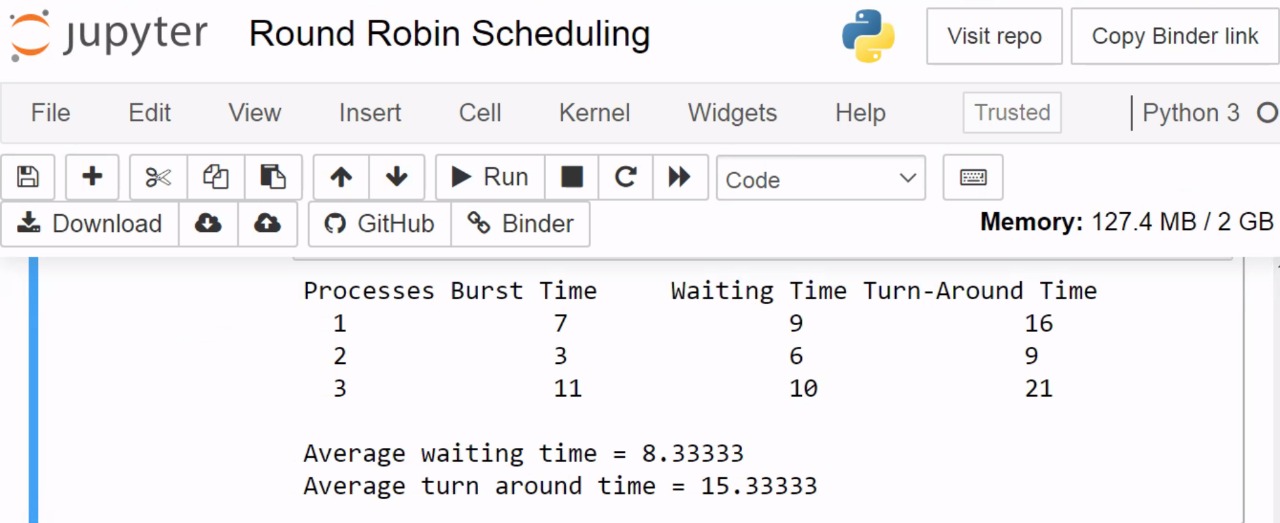 jupyter Round Robin Scheduling Visit repo Copy Binder link
File Edit View Insert Cell Kernel Widgets Help Trusted Python 3
Run Code
Download GitHub Binder Memory: 127.4 MB / 2 GB
Processes Burst Time Waiting Time Turn-Around Time
1 7 9 16
2 3 6 9
3 11 10 21
Average waiting time = 8.33333
Average turn around time = 15.33333